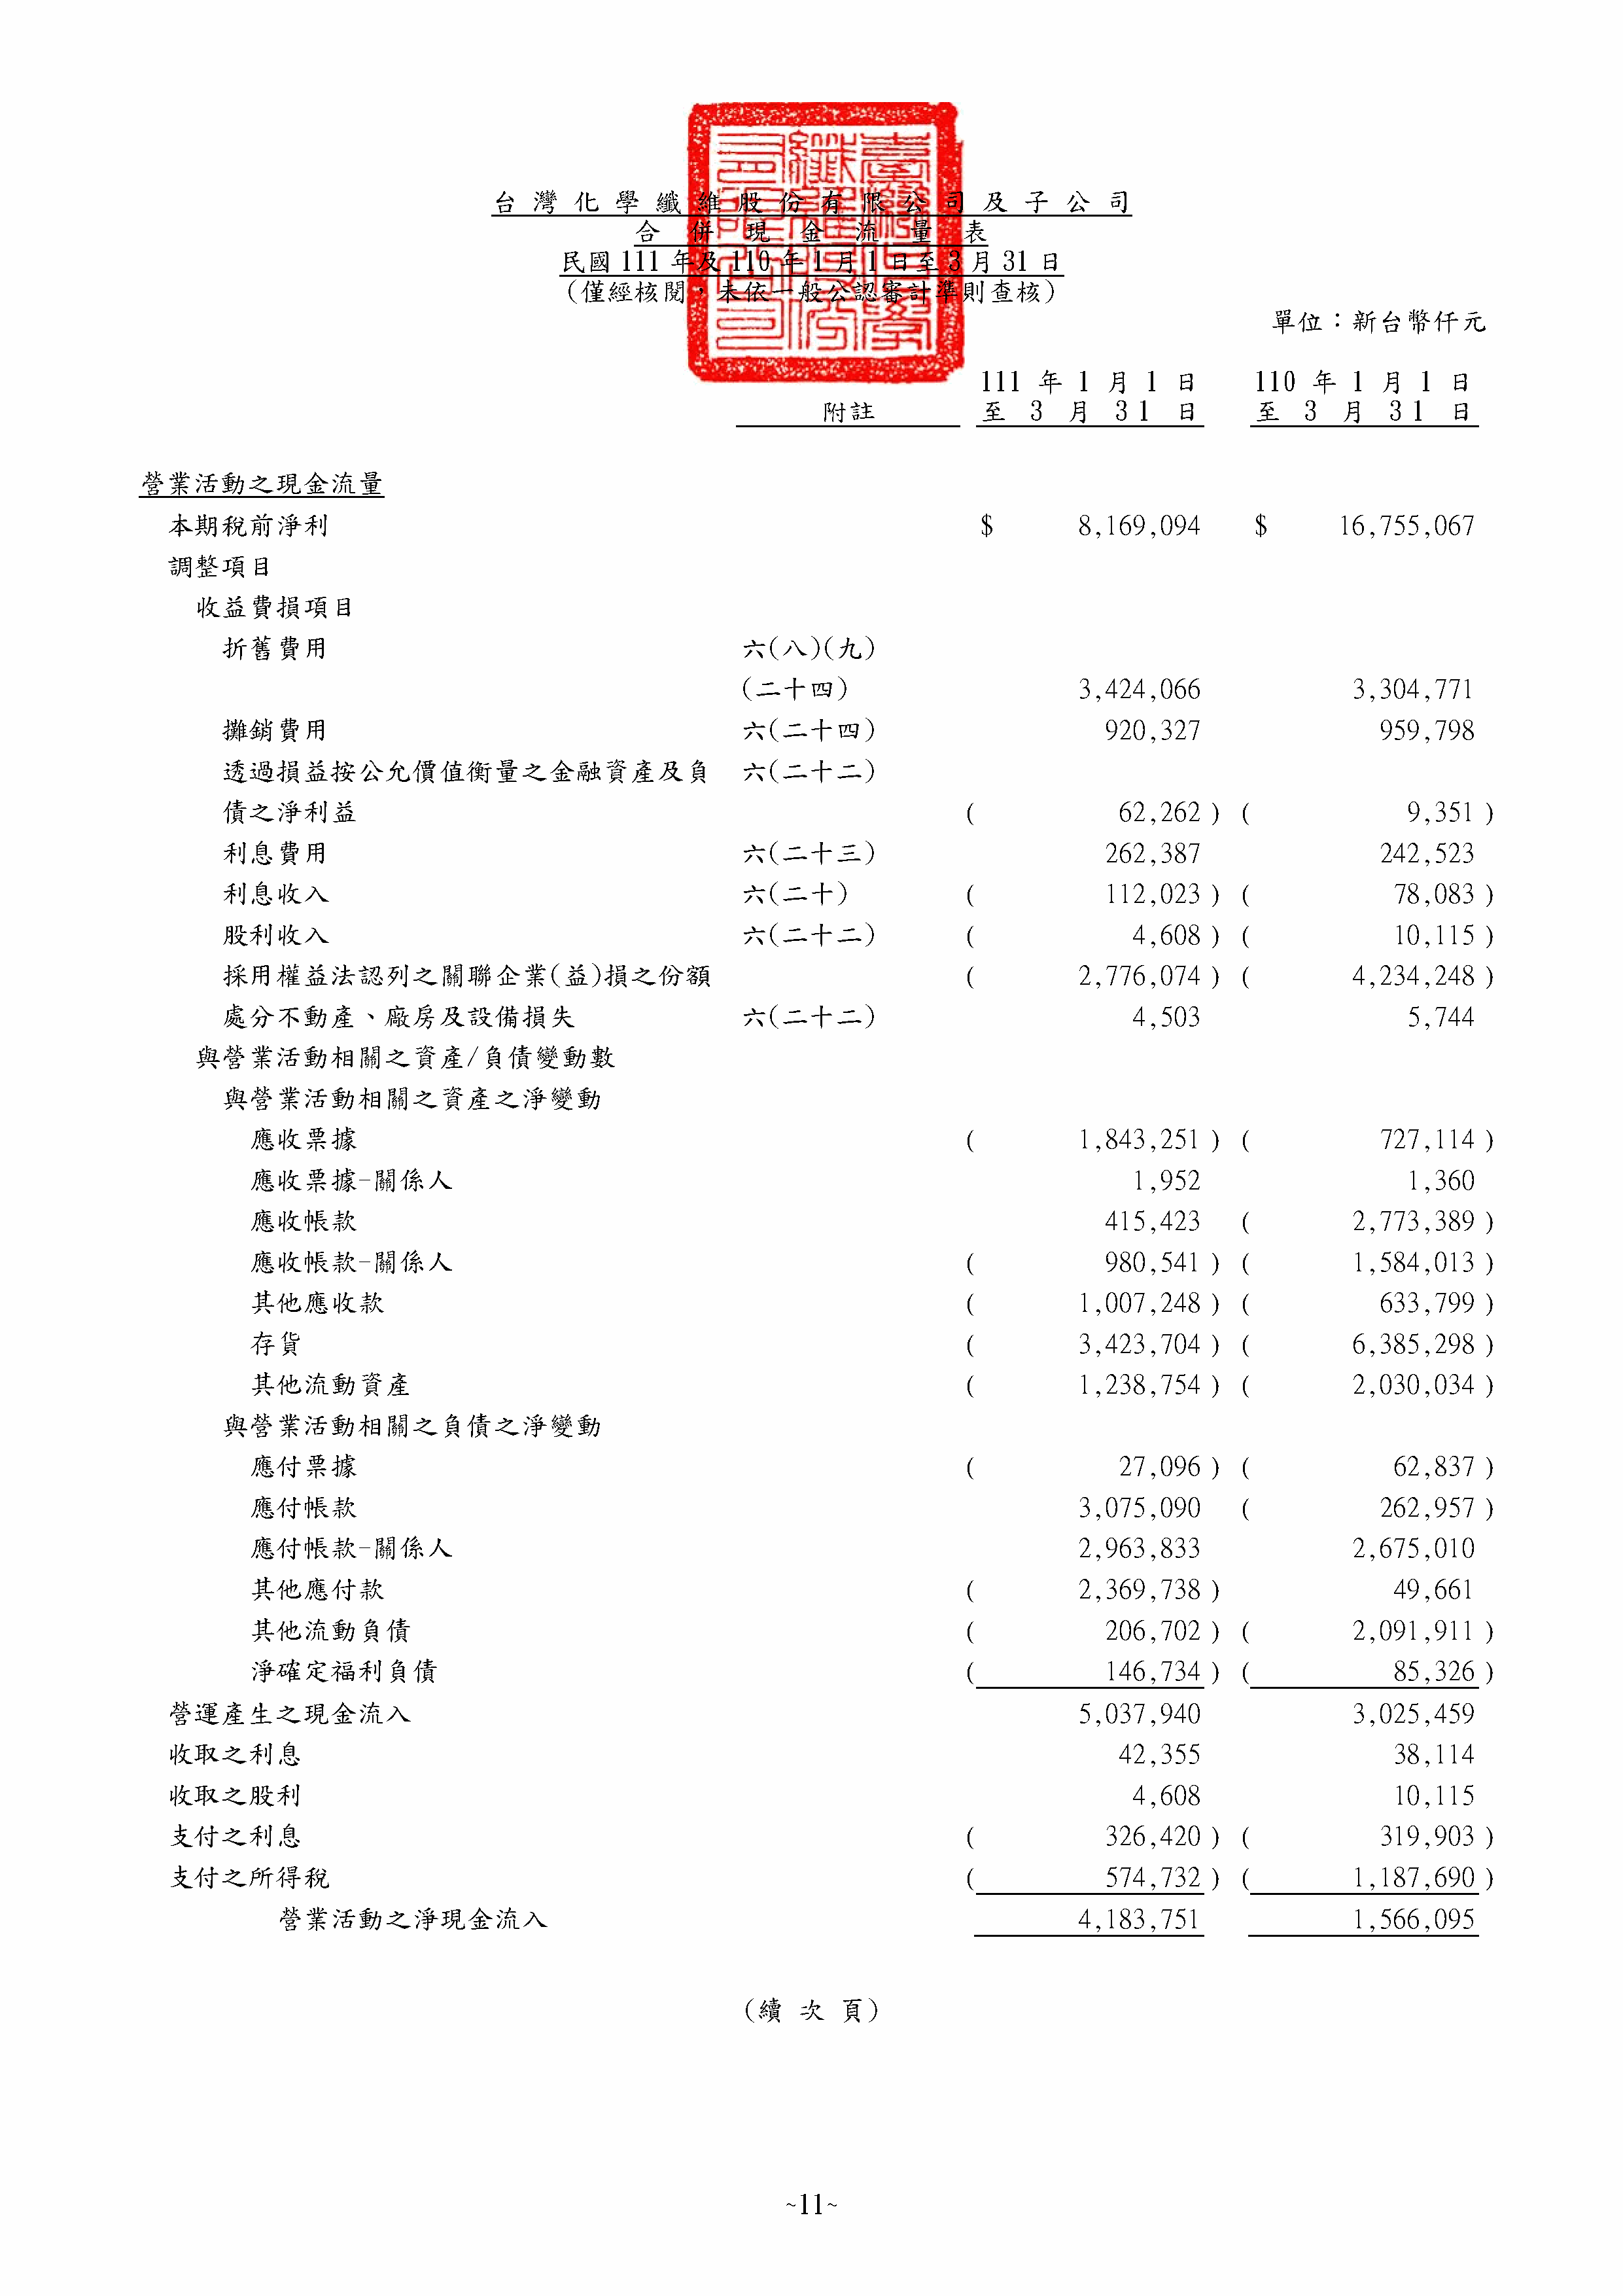 台灣化學纖維股份有限公司及子公司
合併現金流量表
民國 111 年及 110 年 1 月 1 日至 3 月 31 日
(僅經核閱,未依一般公認審計準則查核)
單位:新台幣仟元
111 年 1 月 1 日 110 年 1 月 1 日
附註 至 3 月 31 日 至 3 月 31 日
營業活動之現金流量
本期稅前淨利 $ 8,169,094 $ 16,755,067
調整項目
收益費損項目
折舊費用 六(八)(九)
(二十四) 3,424,066 3,304,771
攤銷費用 六(二十四) 920,327 959,798
透過損益按公允價值衡量之金融資產及負 六(二十二)
債之淨利益 ( 62,262 ) ( 9,351 )
利息費用 六(二十三) 262,387 242,523
利息收入 六(二十) ( 112,023 ) ( 78,083 )
股利收入 六(二十二) ( 4,608 ) ( 10,115 )
採用權益法認列之關聯企業(益)損之份額 ( 2,776,074 ) ( 4,234,248 )
處分不動產、廠房及設備損失 六(二十二) 4,503 5,744
與營業活動相關之資產/負債變動數
與營業活動相關之資產之淨變動
應收票據 ( 1,843,251 ) ( 727,114 )
應收票據-關係人 1,952 1,360
應收帳款 415,423 ( 2,773,389 )
應收帳款-關係人 ( 980,541 ) ( 1,584,013 )
其他應收款 ( 1,007,248 ) ( 633,799 )
存貨 ( 3,423,704 ) ( 6,385,298 )
其他流動資產 ( 1,238,754 ) ( 2,030,034 )
與營業活動相關之負債之淨變動
應付票據 ( 27,096 ) ( 62,837 )
應付帳款 3,075,090 ( 262,957 )
應付帳款-關係人 2,963,833 2,675,010
其他應付款 ( 2,369,738 ) 49,661
其他流動負債 ( 206,702 ) ( 2,091,911 )
淨確定福利負債 ( 146,734 ) ( 85,326 )
營運產生之現金流入 5,037,940 3,025,459
收取之利息 42,355 38,114
收取之股利 4,608 10,115
支付之利息 ( 326,420 ) ( 319,903 )
支付之所得稅 ( 574,732 ) ( 1,187,690 )
營業活動之淨現金流入 4,183,751 1,566,095
(續次頁)
~11~